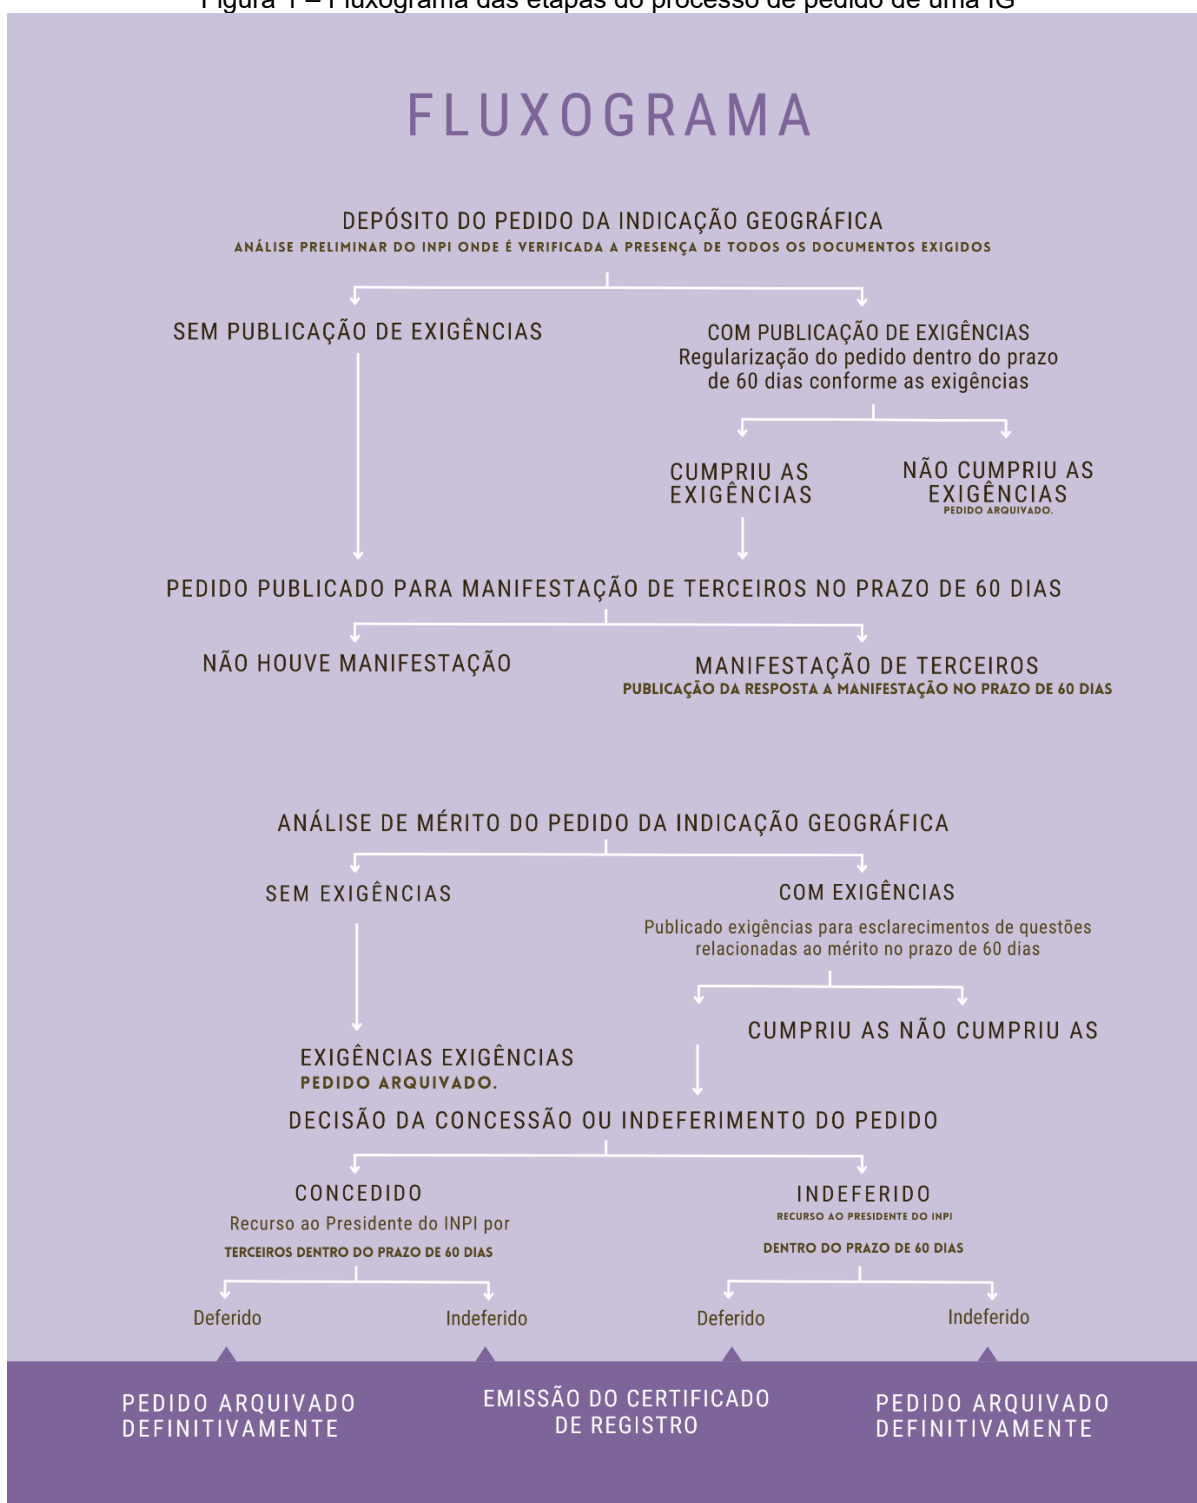 Figura 1 – Fluxograma das etapas do processo de pedido de uma IG
FLUXOGRAMA
DEPÓSITO DO PEDIDO DA INDICAÇÃO GEOGRÁFICA
ANÁLISE PRELIMINAR DO INPI ONDE É VERIFICADA A PRESENÇA DE TODOS OS DOCUMENTOS EXIGIDOS
SEM PUBLICAÇÃO DE EXIGÊNCIAS
COM PUBLICAÇÃO DE EXIGÊNCIAS
Regularização do pedido dentro do prazo
de 60 dias conforme as exigências
CUMPRIU AS
EXIGÊNCIAS
NÃO CUMPRIU AS
EXIGÊNCIAS
PEDIDO ARQUIVADO.
PEDIDO PUBLICADO PARA MANIFESTAÇÃO DE TERCEIROS NO PRAZO DE 60 DIAS
NÃO HOUVE MANIFESTAÇÃO
MANIFESTAÇÃO DE TERCEIROS
PUBLICAÇÃO DA RESPOSTA A MANIFESTAÇÃO NO PRAZO DE 60 DIAS
ANÁLISE DE MÉRITO DO PEDIDO DA INDICAÇÃO GEOGRÁFICA
SEM EXIGÊNCIAS
COM EXIGÊNCIAS
Publicado exigências para esclarecimentos de questões
relacionadas ao mérito no prazo de 60 dias
CUMPRIU AS NÃO CUMPRIU AS
EXIGÊNCIAS EXIGÊNCIAS
PEDIDO ARQUIVADO.
DECISÃO DA CONCESSÃO OU INDEFERIMENTO DO PEDIDO
CONCEDIDO
Recurso ao Presidente do INPI por
TERCEIROS DENTRO DO PRAZO DE 60 DIAS
INDEFERIDO
RECURSO AO PRESIDENTE DO INPI
DENTRO DO PRAZO DE 60 DIAS
Deferido
Indeferido
Deferido
Indeferido
PEDIDO ARQUIVADO
DEFINITIVAMENTE
EMISSÃO DO CERTIFICADO
DE REGISTRO
PEDIDO ARQUIVADO
DEFINITIVAMENTE